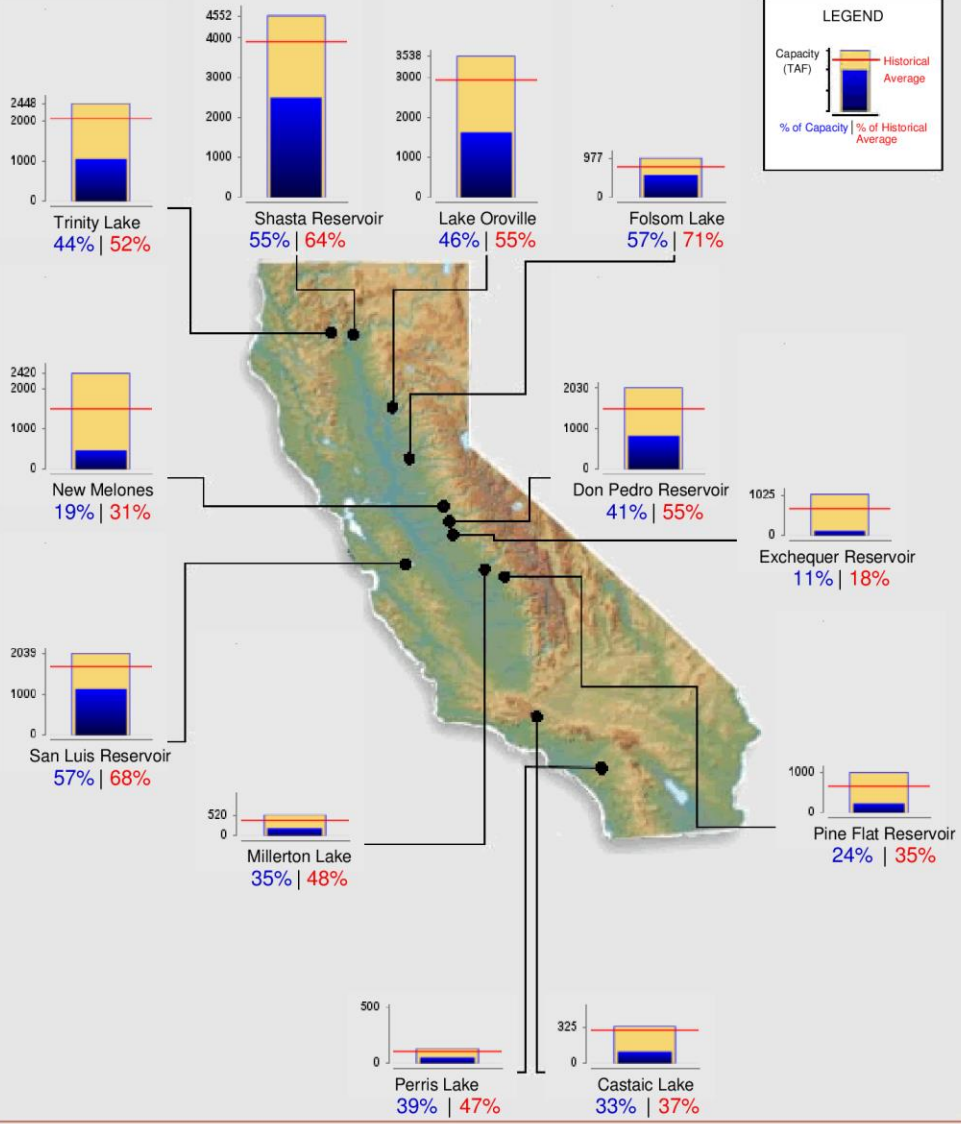 4552
4000
3000
2000
1000
0
Shasta Reservoir
55% | 64%
3538
3000
2000
1000
0
Lake Oroville
46% | 55%
LEGEND
Capacity
(TAF)
Historical
Average
% of Capacity | % of Historical
Average
2448
2000
1000
0
Trinity Lake
44% | 52%
977
0
Folsom Lake
57% | 71%
2420
2000
1000
0
New Melones
19% | 31%
2030
1000
0
Don Pedro Reservoir
41% | 55%
1025
0
Exchequer Reservoir
11% | 18%
2039
1000
0
San Luis Reservoir
57% | 68%
520
0
Millerton Lake
35% | 48%
1000
0
Pine Flat Reservoir
24% | 35%
500
0
Perris Lake
39% | 47%
325
0
Castaic Lake
33% | 37%